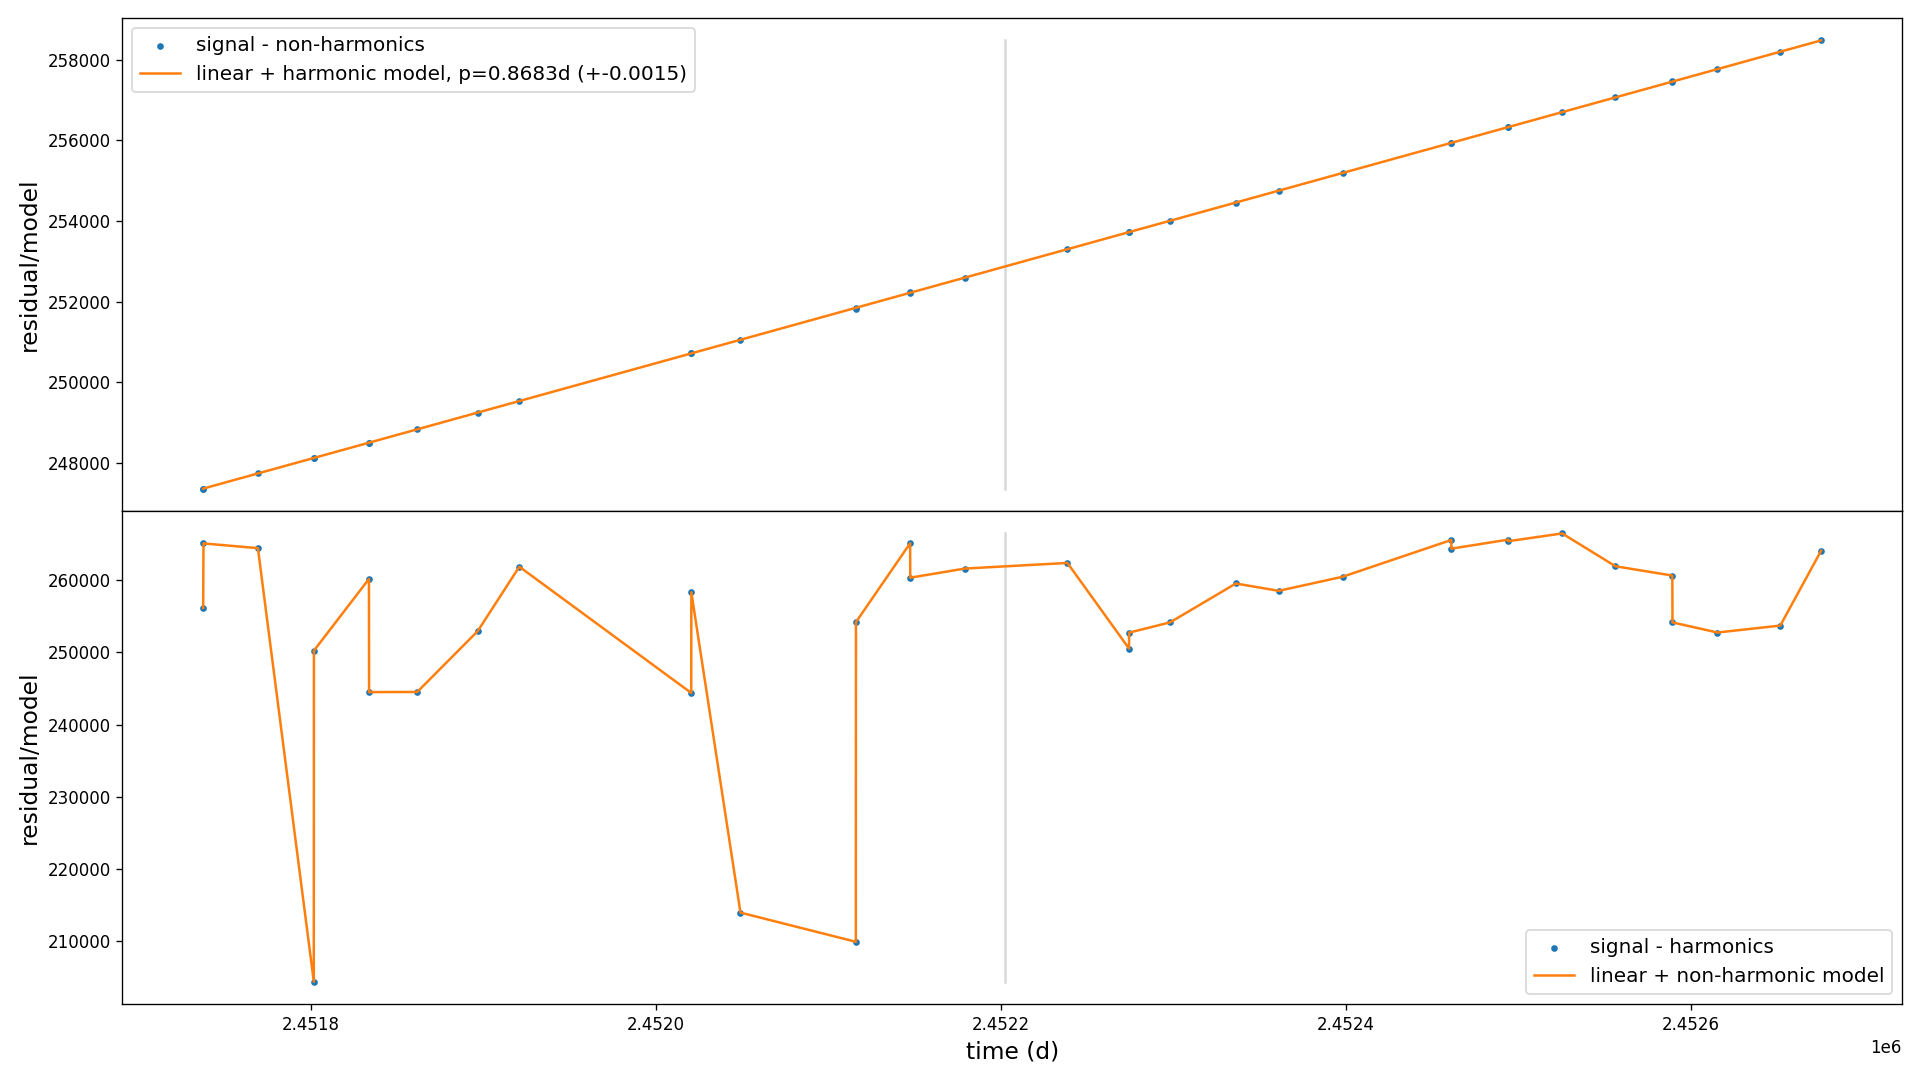 signal - non-harmonics
linear + harmonic model, p=0.8683d (+-0.0015)
258000
256000
254000
252000
250000
248000
residual/model
260000
250000
240000
230000
220000
210000
residual/model
signal - harmonics
linear + non-harmonic model
2.4518 2.4520 2.4522 2.4524 2.4526
1e6
time (d)